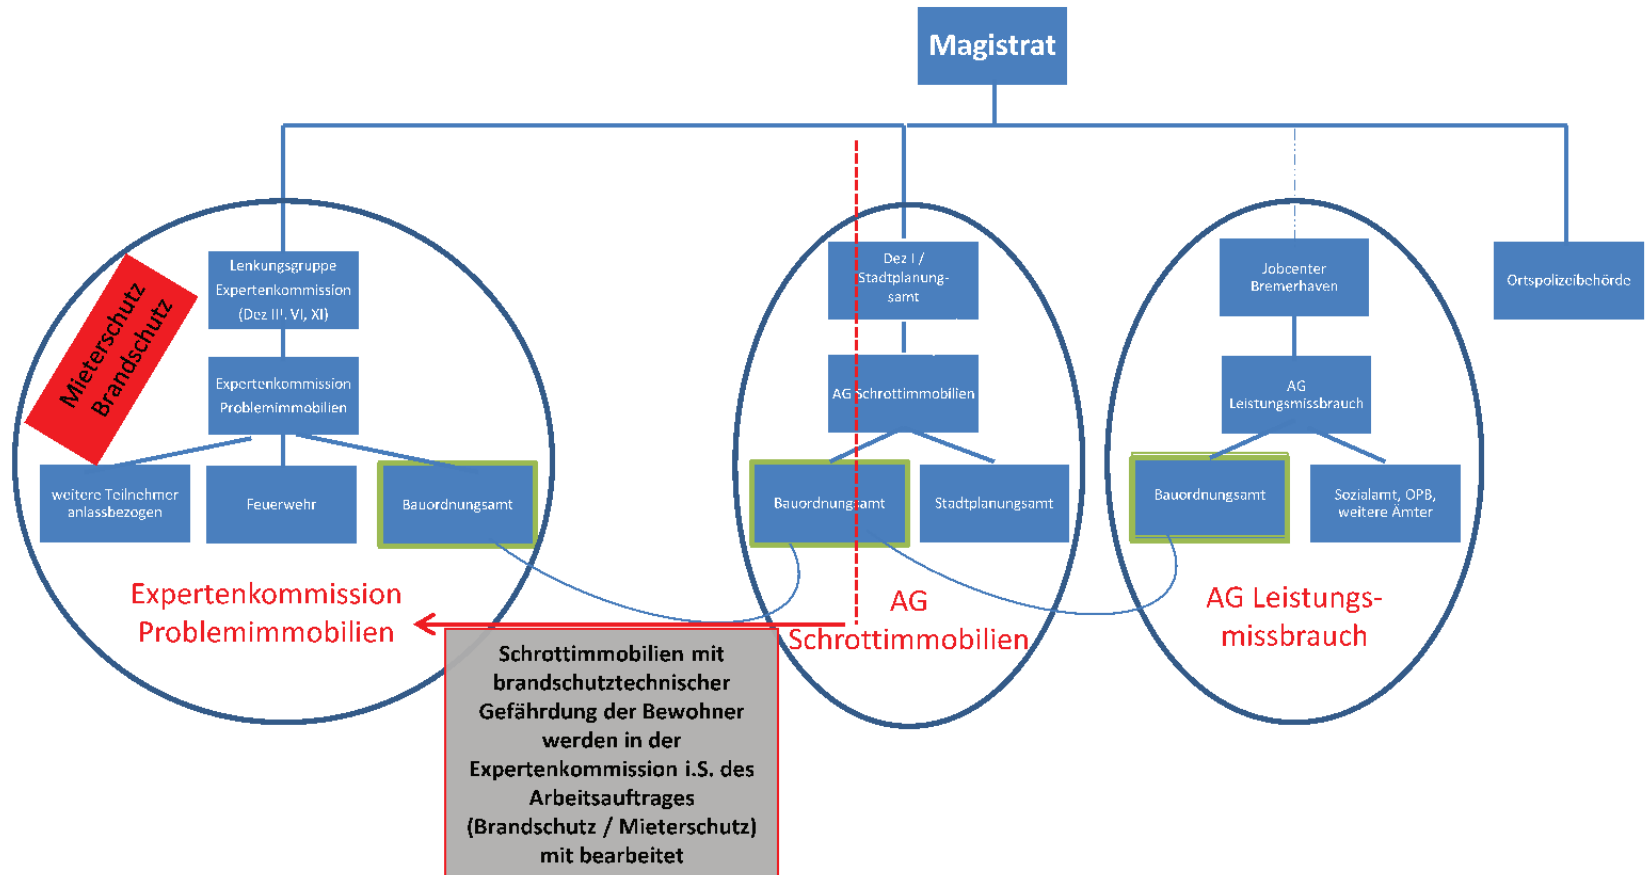 Magistrat
Mieterschutz
Brandschutz
Lenkungsgruppe
Expertenkommission
VI, XI)
Expertenkommission
Problemimmobilien
weitere Teilnehmer
anlassbezogen
Feuerwehr
Bauordnungsamt
Expertenkommission
Problemimmobilien
Dez I /
Stadtplanung-
samt
AG Schrottimmobilien
Bauordnungsamt
Stadtplanungsamt
AG
Schrottimmobilien
Jobcenter
Bremerhaven
AG
Leistungsmissbrauch
Bauordnungsamt
Sozialamt, OPB,
weitere Ämter
AG Leistungs-
missbrauch
Ortspolizeibehörde
Schrottimmobilien mit
brandschutztechnischer
Gefährdung der Bewohner
werden in der
Expertenkommission i.S. des
Arbeitsauftrages
(Brandschutz / Mieterschutz)
mit bearbeitet